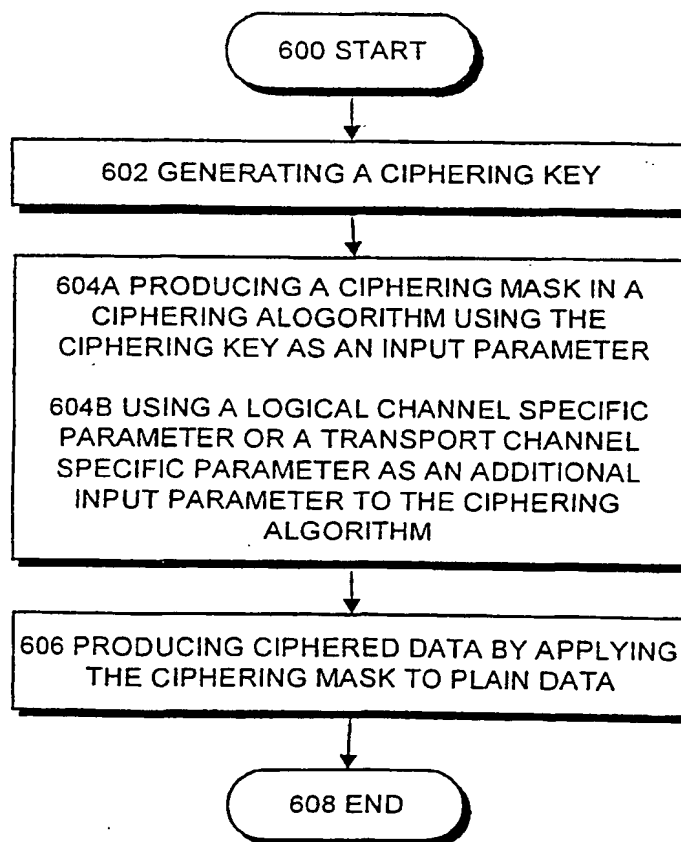 600 START
602 GENERATING A CIPHERING KEY
604A PRODUCING A CIPHERING MASK IN A
CIPHERING ALOGORITHM USING THE
CIPHERING KEY AS AN INPUT PARAMETER
604B USING A LOGICAL CHANNEL SPECIFIC
PARAMETER OR A TRANSPORT CHANNEL
SPECIFIC PARAMETER AS AN ADDITIONAL
INPUT PARAMETER TO THE CIPHERING
ALGORITHM
606 PRODUCING CIPHERED DATA BY APPLYING
THE CIPHERING MASK TO PLAIN DATA
608 END